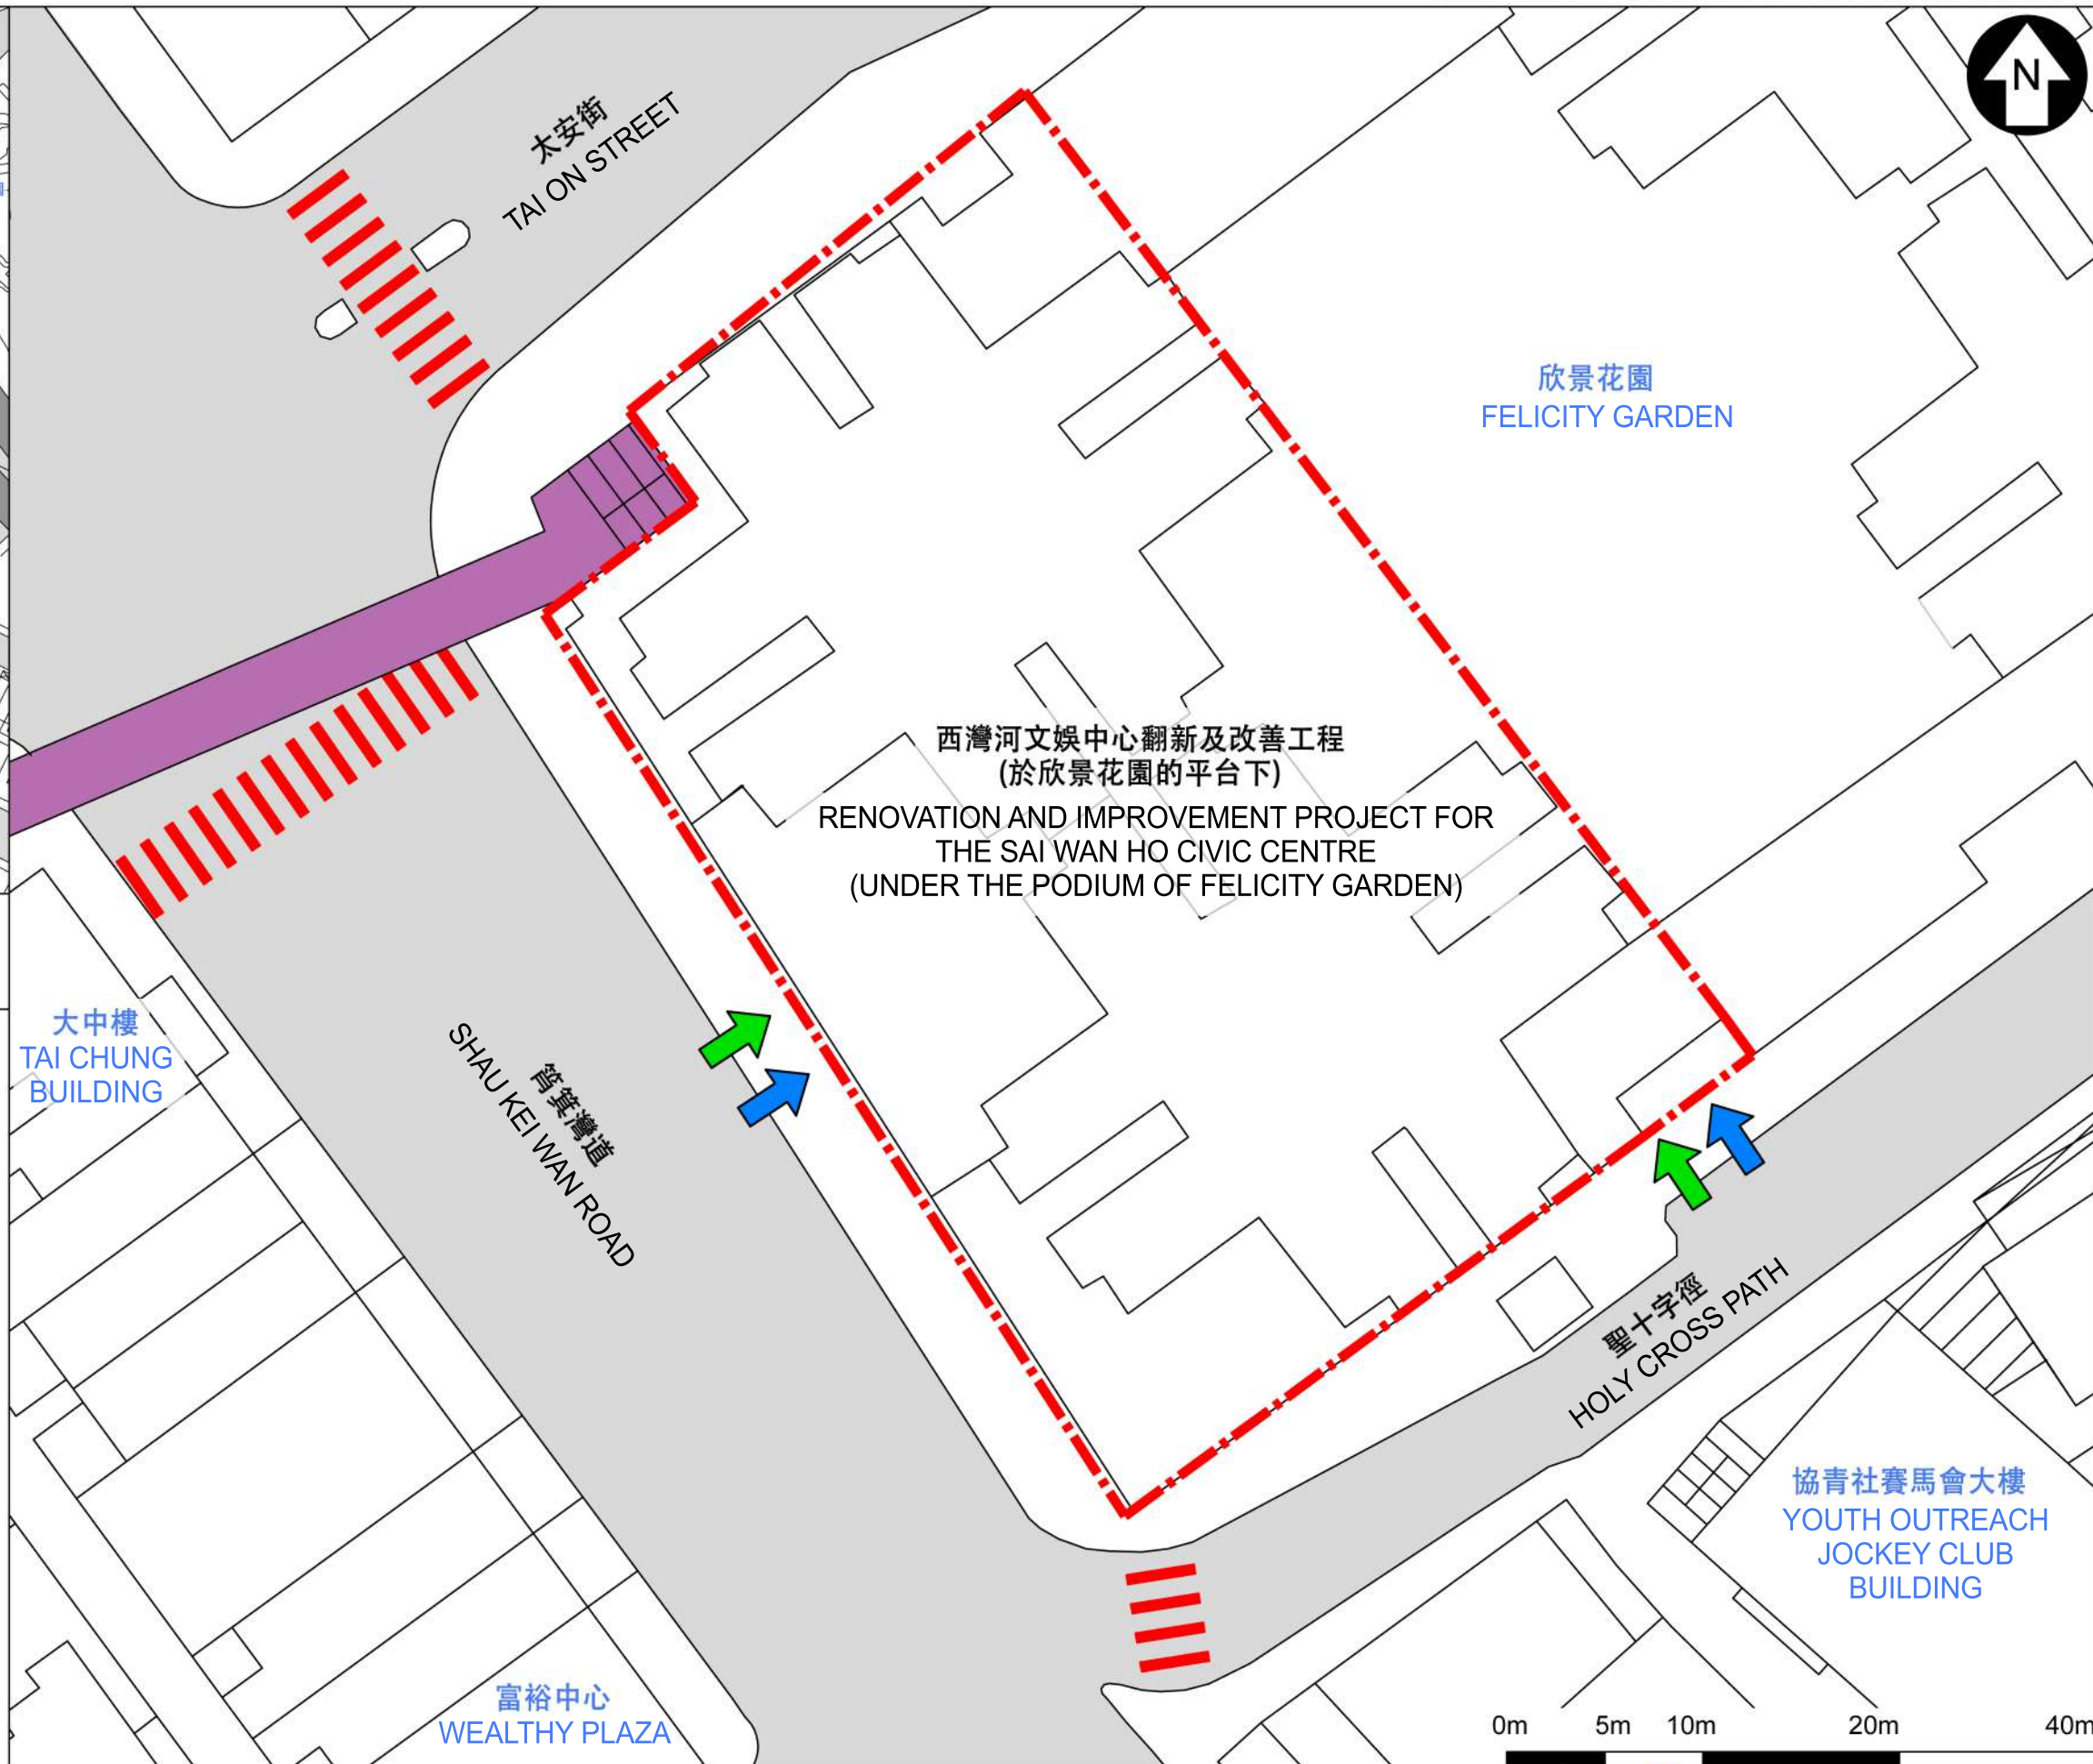 N
太安街
TAI ON STREET
欣景花園
FELICITY GARDEN
西灣河文娛中心翻新及改善工程
(於欣景花園的平台下)
RENOVATION AND IMPROVEMENT PROJECT FOR
THE SAI WAN HO CIVIC CENTRE
(UNDER THE PODIUM OF FELICITY GARDEN)
大中樓
TAI CHUNG
BUILDING
筲箕灣道
SHAU KEI WAN ROAD
聖十字徑
HOLY CROSS PATH
協青社賽馬會大樓
YOUTH OUTREACH
JOCKEY CLUB
BUILDING
富裕中心
WEALTHY PLAZA
0m 5m 10m 20m 40m